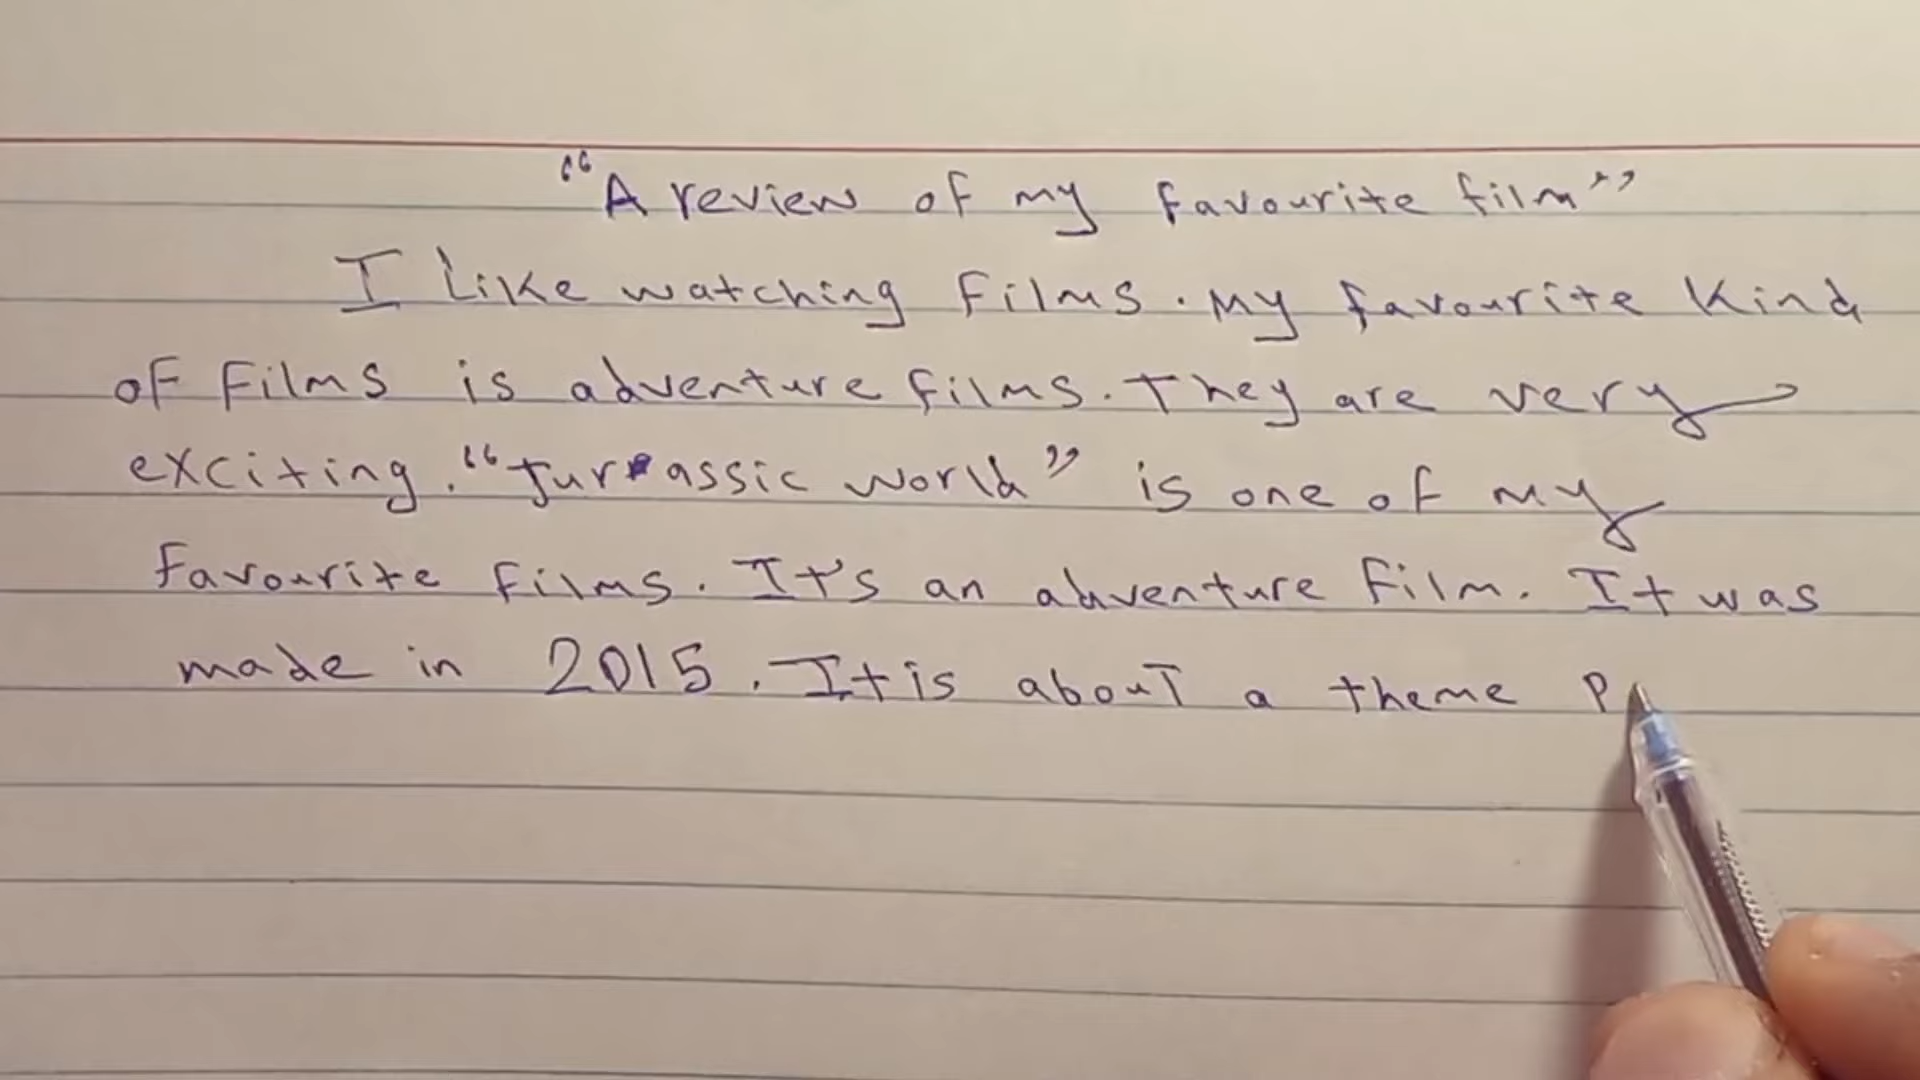 “A review of my favourite film”
I like watching films. My favourite kind
of films is adventure films. They are very
exciting. “Jurassic world” is one of my
favourite films. It's an adventure film. It was
made in 2015. It is about a theme P